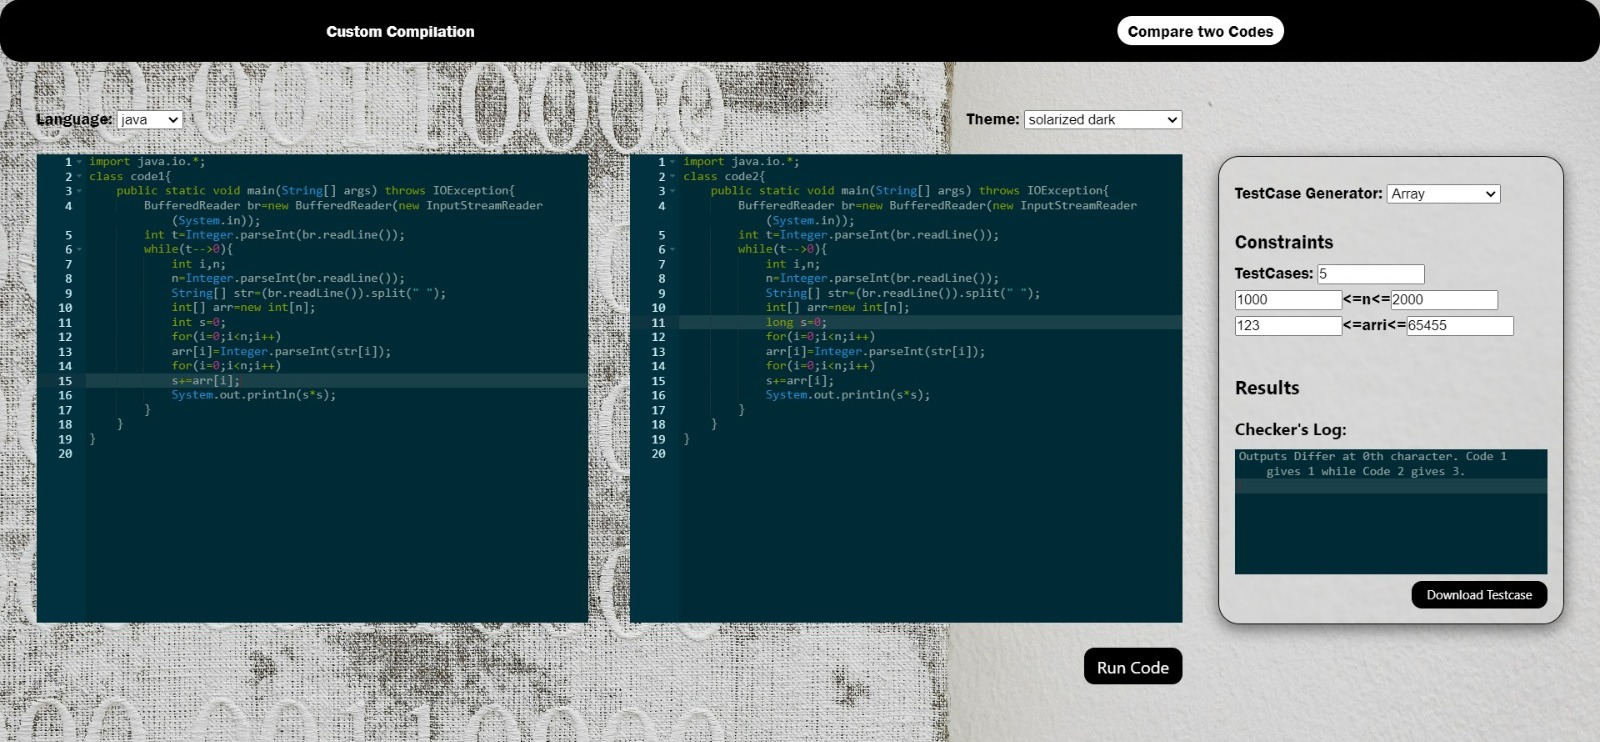 Custom Compilation
Compare two Codes
Language: java
Theme: solarized dark
1 import java.io.*;
2 class code1{
3 public static void main(String[] args) throws IOException{
4 BufferedReader br=new BufferedReader(new InputStreamReader
(System.in));
5 int t=Integer.parseInt(br.readLine());
6 while(t-->0){
7 int i,n;
8 n=Integer.parseInt(br.readLine());
9 String[] str=(br.readLine()).split(" ");
10 int[] arr=new int[n];
11 int s=0;
12 for(i=0;i<n;i++)
13 arr[i]=Integer.parseInt(str[i]);
14 for(i=0;i<n;i++)
15 s+=arr[i];
16 System.out.println(s*s);
17 }
18 }
19 }
20
1 import java.io.*;
2 class code2{
3 public static void main(String[] args) throws IOException{
4 BufferedReader br=new BufferedReader(new InputStreamReader
(System.in));
5 int t=Integer.parseInt(br.readLine());
6 while(t-->0){
7 int i,n;
8 n=Integer.parseInt(br.readLine());
9 String[] str=(br.readLine()).split(" ");
10 int[] arr=new int[n];
11 long s=0;
12 for(i=0;i<n;i++)
13 arr[i]=Integer.parseInt(str[i]);
14 for(i=0;i<n;i++)
15 s+=arr[i];
16 System.out.println(s*s);
17 }
18 }
19 }
20
TestCase Generator: Array
Constraints
TestCases: 5
1000 <=n<= 2000
123 <=arri<= 65455
Results
Checker's Log:
Outputs Differ at 0th character. Code 1
gives 1 while Code 2 gives 3.
Download Testcase
Run Code